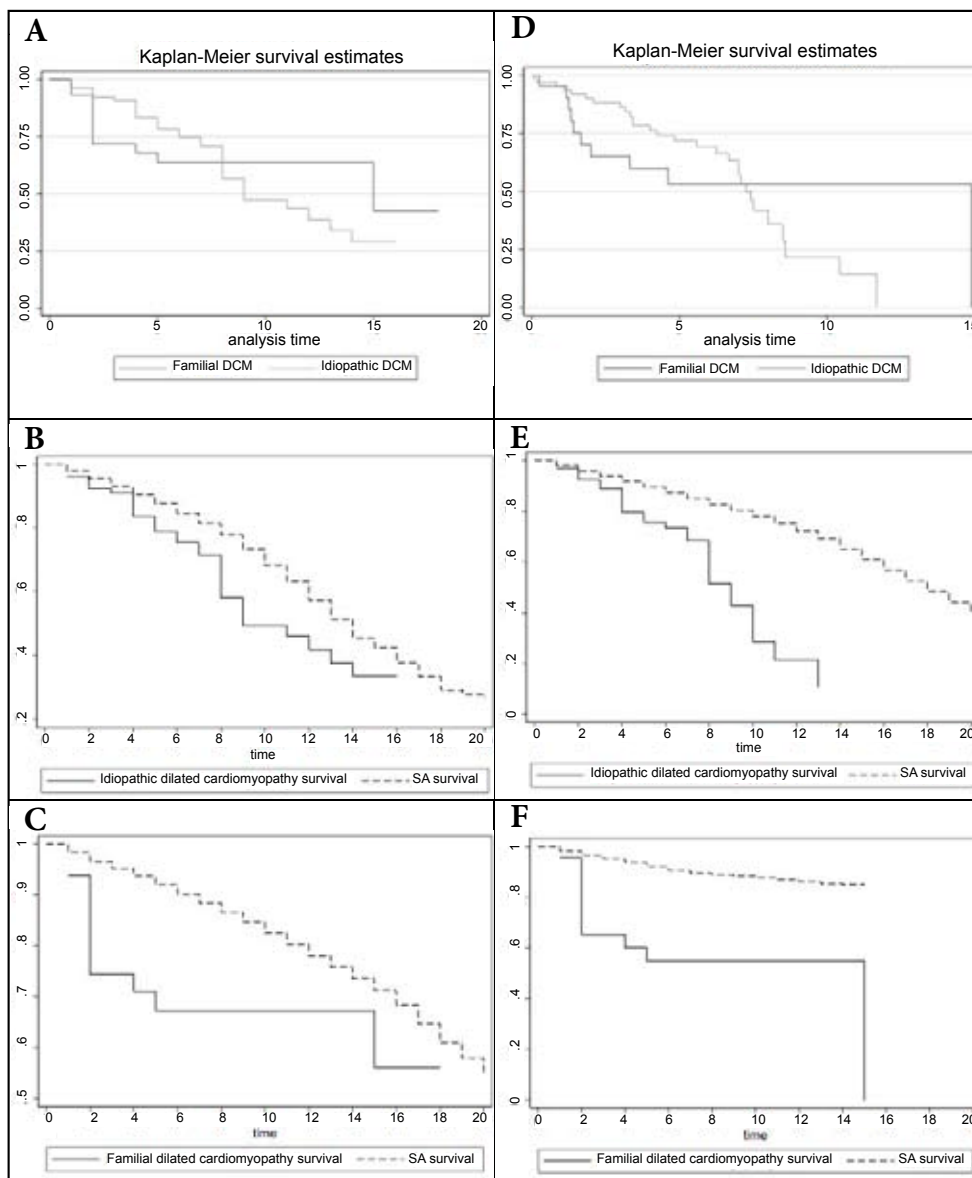 A
Kaplan-Meier survival estimates
1.00
0.75
0.50
0.25
0.00
0 5 10 15 20
analysis time
Familial DCM Idiopathic DCM
D
Kaplan-Meier survival estimates
1.00
0.75
0.50
0.25
0.00
0 5 10 15
analysis time
Familial DCM Idiopathic DCM
B
1
.8
.6
.4
.2
0 2 4 6 8 10 12 14 16 18 20
time
Idiopathic dilated cardiomyopathy survival SA survival
E
1
.8
.6
.4
.2
0
0 2 4 6 8 10 12 14 16 18 20
time
Idiopathic dilated cardiomyopathy survival SA survival
C
1
.9
.8
.7
.6
.5
0 2 4 6 8 10 12 14 16 18 20
time
Familial dilated cardiomyopathy survival SA survival
F
1
.8
.6
.4
.2
0
0 2 4 6 8 10 12 14 16 18 20
time
Familial dilated cardiomyopathy survival SA survival